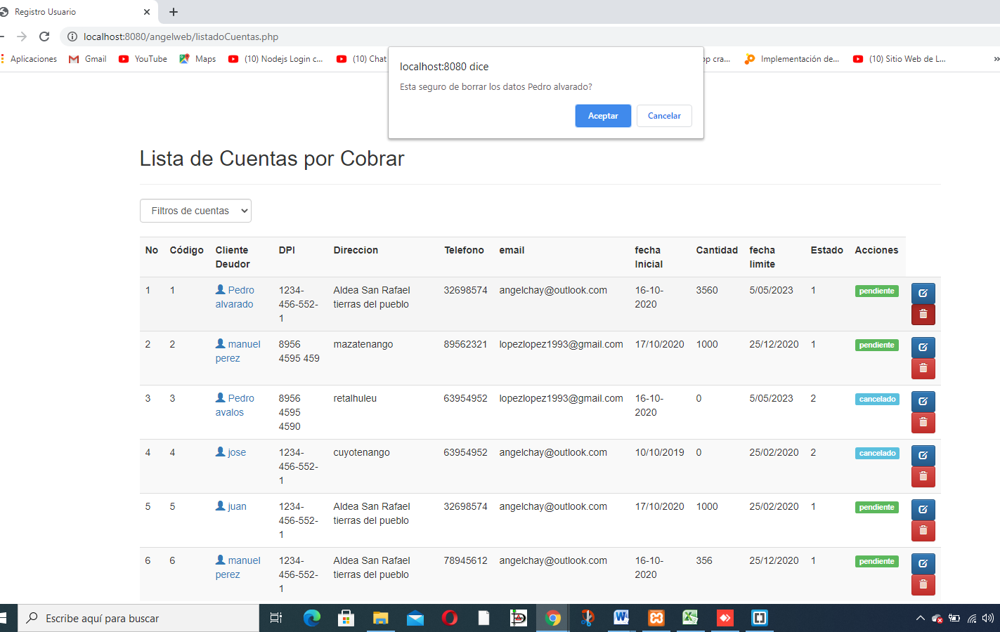 Registro Usuario
localhost:8080/angelweb/listadoCuentas.php
Aplicaciones Gmail YouTube Maps (10) Nodejs Login c... (10) Chat op cra... Implementación de... (10) Sitio Web de L... »
localhost:8080 dice
Esta seguro de borrar los datos Pedro alvarado?
Aceptar Cancelar
Lista de Cuentas por Cobrar
Filtros de cuentas
No Código Cliente Deudor DPI Direccion Telefono email fecha Inicial Cantidad fecha limite Estado Acciones
1 1 Pedro alvarado 1234-456-552-1 Aldea San Rafael tierras del pueblo 32698574 angelchay@outlook.com 16-10-2020 3560 5/05/2023 1 pendiente
2 2 manuel perez 8956 4595 459 mazatenango 89562321 lopezlopez1993@gmail.com 17/10/2020 1000 25/12/2020 1 pendiente
3 3 Pedro avalos 8956 4595 4590 retalhuleu 63954952 lopezlopez1993@gmail.com 16-10-2020 0 5/05/2023 2 cancelado
4 4 jose 1234-456-552-1 cuyotenango 63954952 angelchay@outlook.com 10/10/2019 0 25/02/2020 2 cancelado
5 5 juan 1234-456-552-1 Aldea San Rafael tierras del pueblo 32698574 angelchay@outlook.com 17/10/2020 1000 25/02/2020 1 pendiente
6 6 manuel perez 1234-456-552-1 Aldea San Rafael tierras del pueblo 78945612 angelchay@outlook.com 16-10-2020 356 25/12/2020 1 pendiente
Escribe aquí para buscar